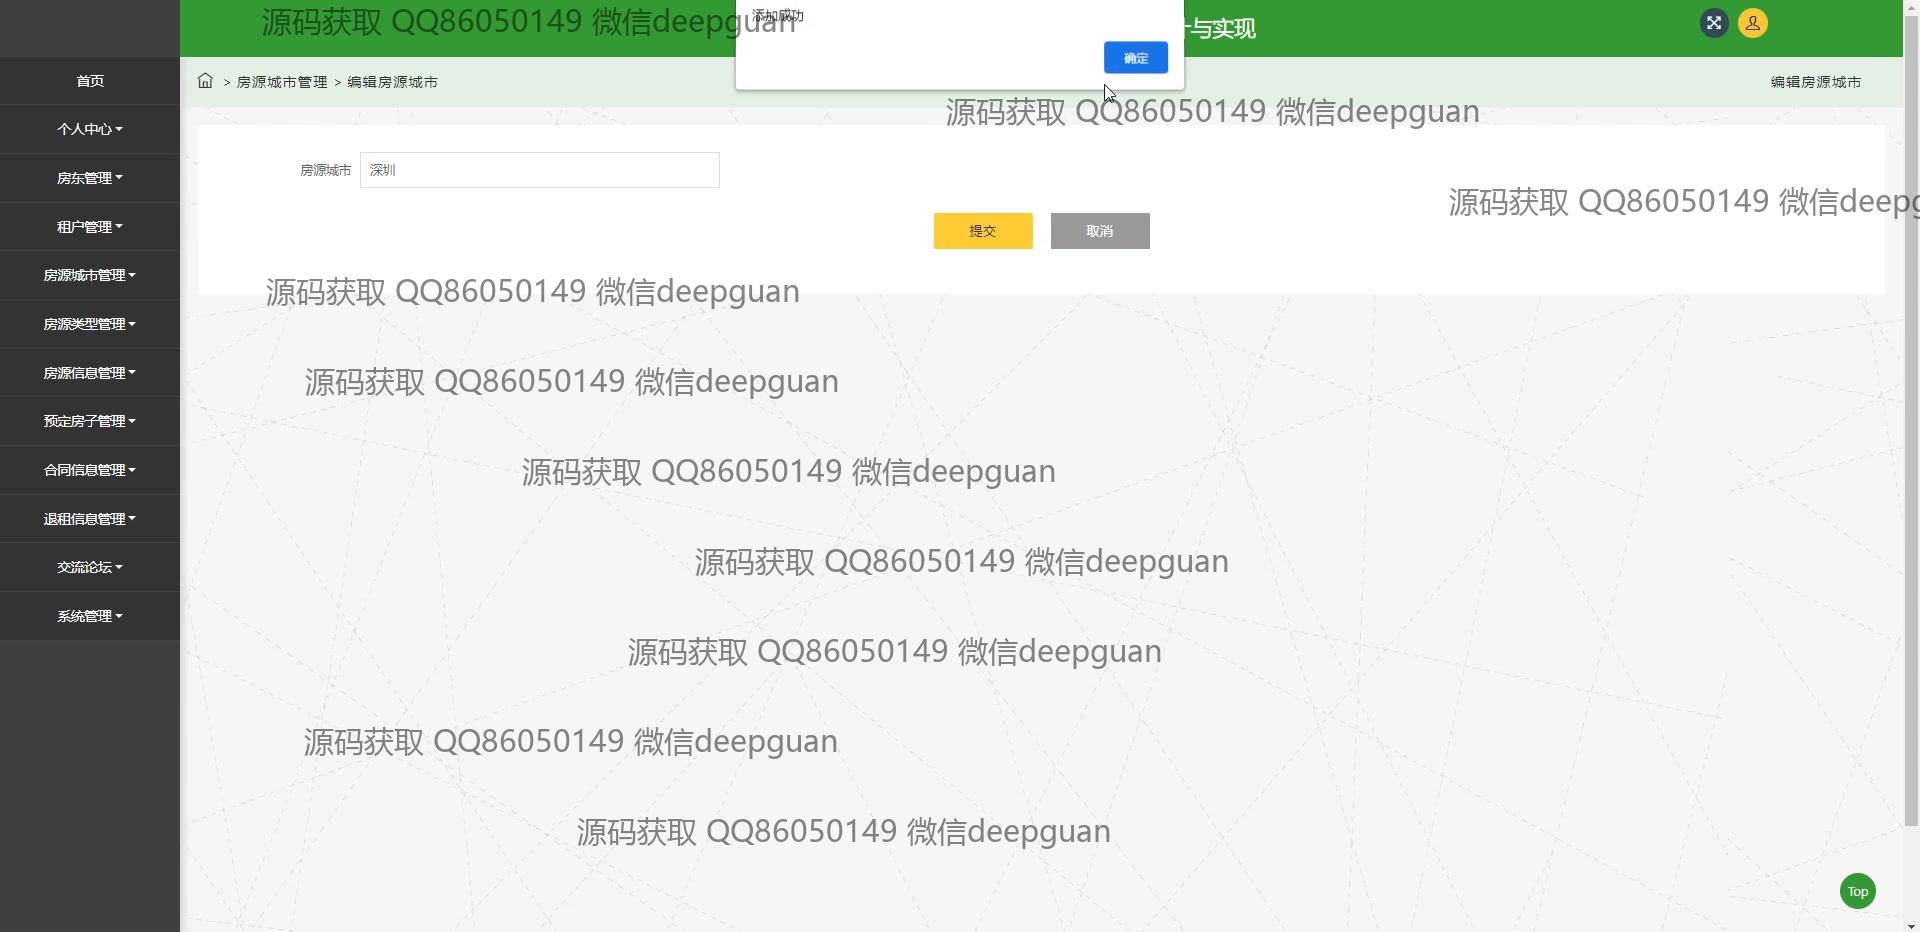 源码获取 QQ86050149 微信deepguan
添加成功
计与实现
确定
首页
> 房源城市管理 > 编辑房源城市
编辑房源城市
源码获取 QQ86050149 微信deepguan
个人中心
房东管理
租户管理
房源城市管理
房源类型管理
房源信息管理
预定房子管理
合同信息管理
退租信息管理
交流论坛
系统管理
房源城市 深圳
源码获取 QQ86050149 微信deepg
提交 取消
源码获取 QQ86050149 微信deepguan
源码获取 QQ86050149 微信deepguan
源码获取 QQ86050149 微信deepguan
源码获取 QQ86050149 微信deepguan
源码获取 QQ86050149 微信deepguan
源码获取 QQ86050149 微信deepguan
源码获取 QQ86050149 微信deepguan
Top